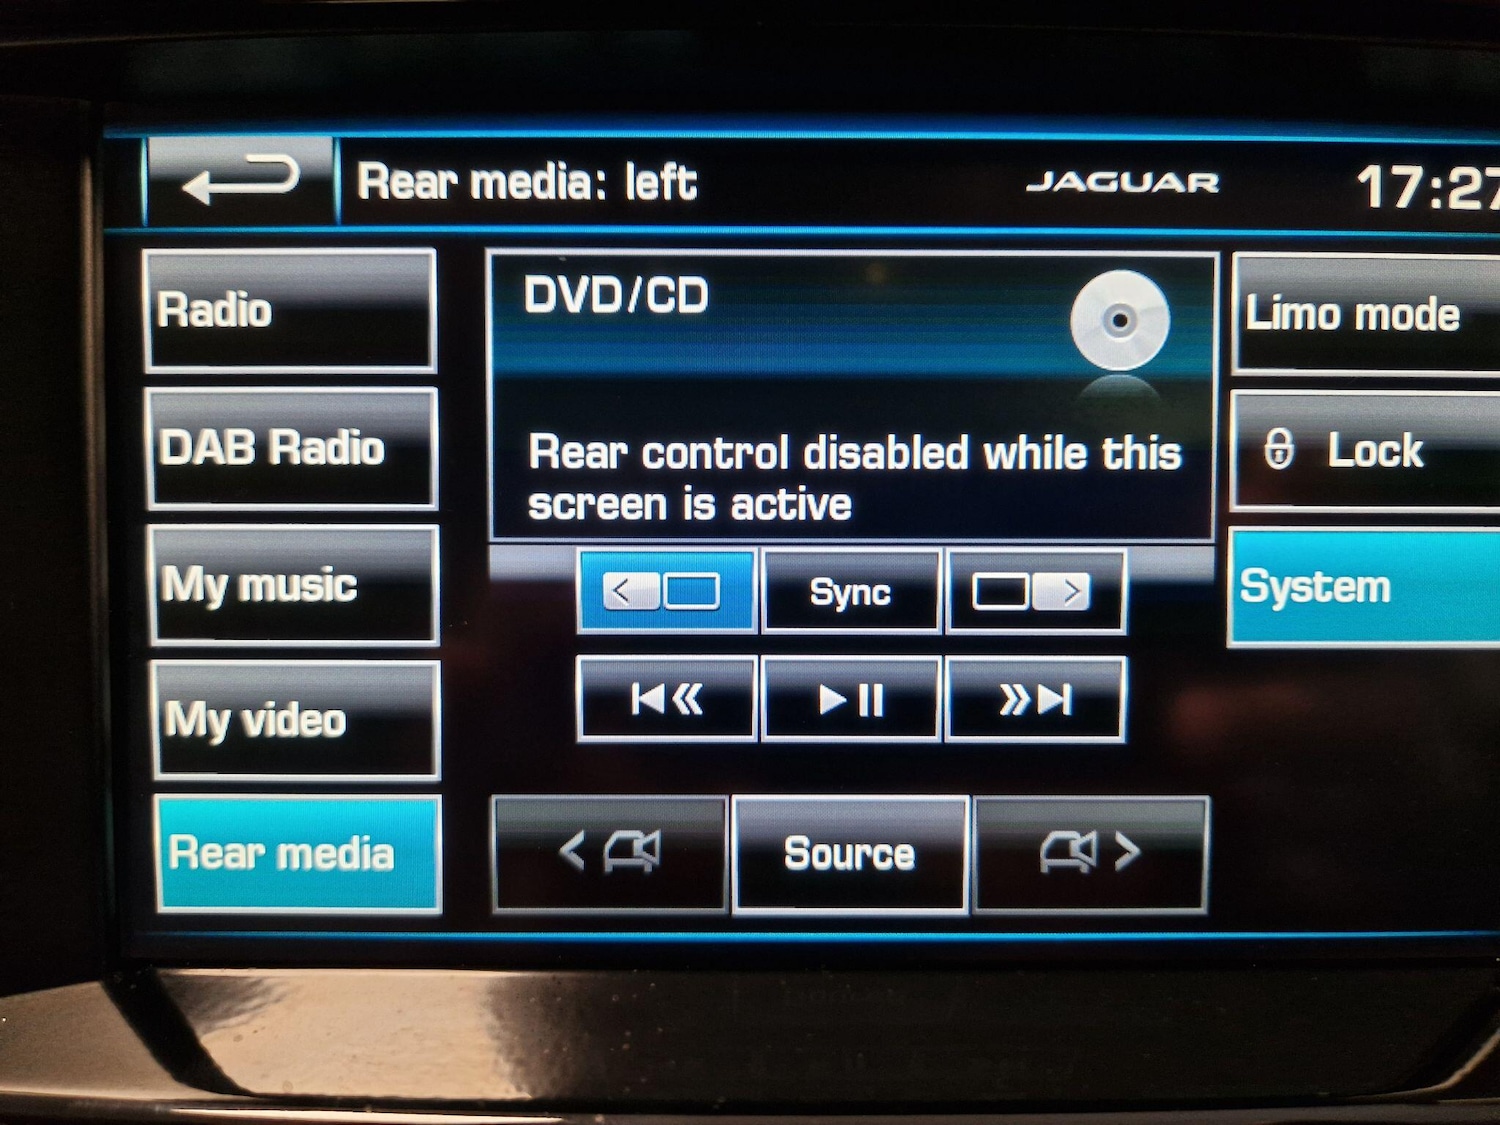 Rear media: left
JAGUAR
17:27
Radio
DVD/CD
Limo mode
DAB Radio
Rear control disabled while this
screen is active
Lock
My music
Sync
System
My video
Rear media
Source